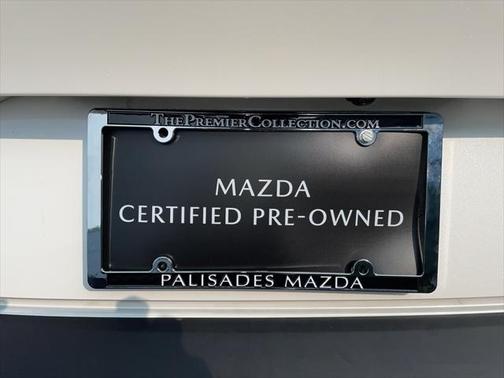 ThePremierCollection.com
MAZDA
CERTIFIED PRE-OWNED
PALISADES MAZDA